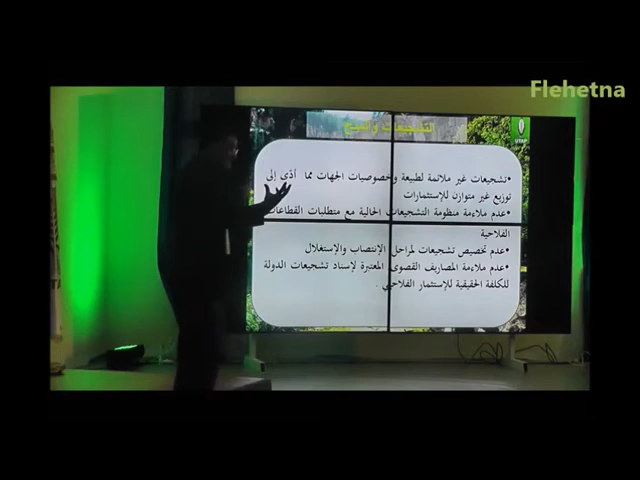 Flehetna
التشجيعات والمنح
•تشجيعات غير ملائمة لطبيعة وخصوصيات الجهات مما أدّى إلى
توزيع غير متوازن للإستثمارات
•عدم ملاءمة منظومة التشجيعات الحالية مع متطلبات القطاعات
الفلاحية
•عدم تخصيص تشجيعات لمراحل الإنتصاب والإستغلال
•عدم ملاءمة المصاريف القصوى المعتبرة لإسناد تشجيعات الدولة
للكلفة الحقيقية للإستثمار الفلاحي .